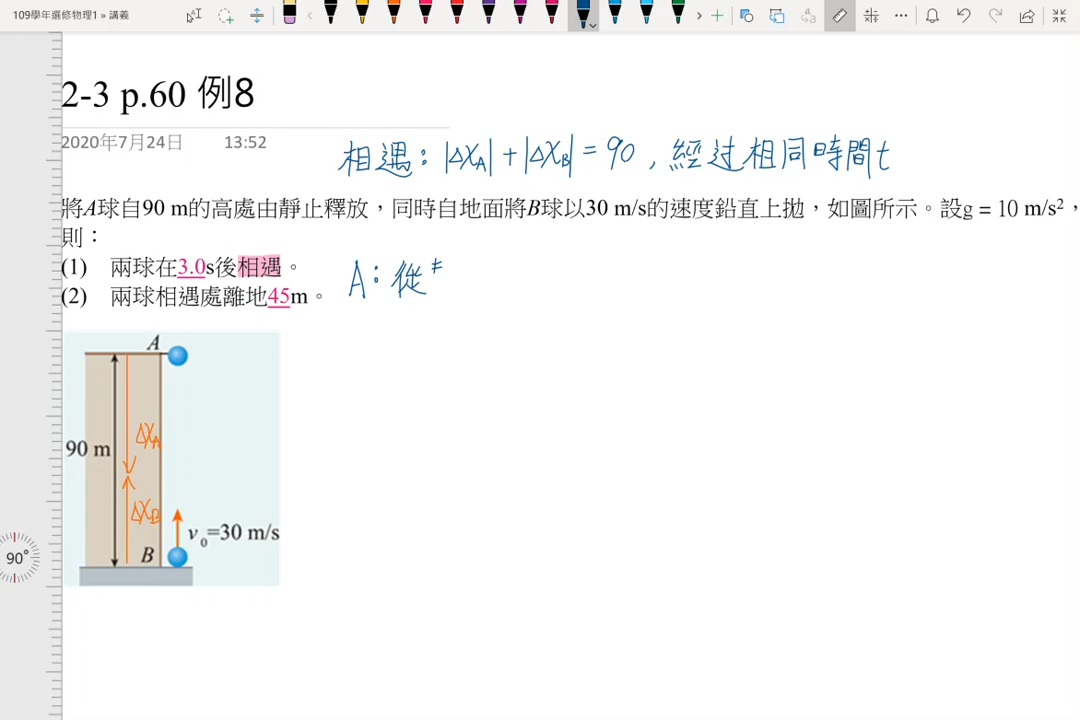 109學年選修物理1 » 講義
2-3 p.60 例8
2020年7月24日 13:52
相遇：|ΔX_A| + |ΔX_B| = 90，經过相同時間t
將A球自90 m的高處由靜止釋放，同時自地面將B球以30 m/s的速度鉛直上拋，如圖所示。設g = 10 m/s²，
則：
(1) 兩球在3.0s後相遇。
(2) 兩球相遇處離地45m。
A：從
A
ΔX_A
90 m
ΔX_B
v₀=30 m/s
B
90°